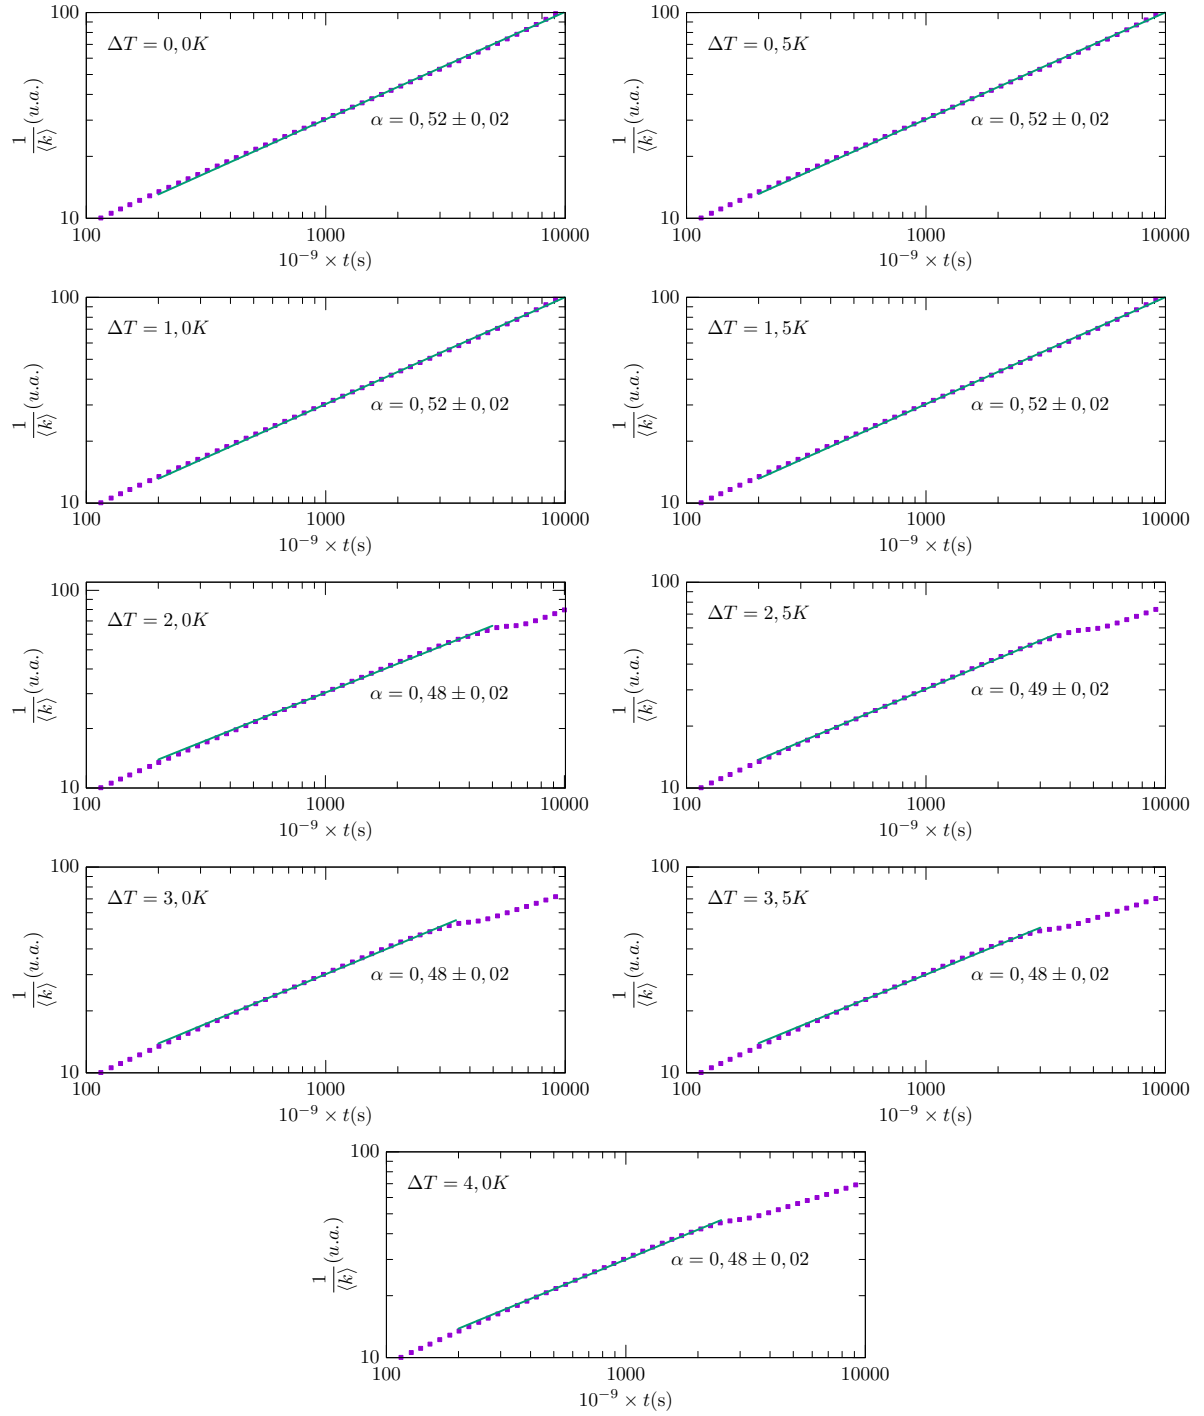 100
ΔT = 0,0K
1/⟨k⟩ (u.a.)
α = 0,52 ± 0,02
10
100 1000 10000
10⁻⁹ × t(s)
100
ΔT = 0,5K
1/⟨k⟩ (u.a.)
α = 0,52 ± 0,02
10
100 1000 10000
10⁻⁹ × t(s)
100
ΔT = 1,0K
1/⟨k⟩ (u.a.)
α = 0,52 ± 0,02
10
100 1000 10000
10⁻⁹ × t(s)
100
ΔT = 1,5K
1/⟨k⟩ (u.a.)
α = 0,52 ± 0,02
10
100 1000 10000
10⁻⁹ × t(s)
100
ΔT = 2,0K
1/⟨k⟩ (u.a.)
α = 0,48 ± 0,02
10
100 1000 10000
10⁻⁹ × t(s)
100
ΔT = 2,5K
1/⟨k⟩ (u.a.)
α = 0,49 ± 0,02
10
100 1000 10000
10⁻⁹ × t(s)
100
ΔT = 3,0K
1/⟨k⟩ (u.a.)
α = 0,48 ± 0,02
10
100 1000 10000
10⁻⁹ × t(s)
100
ΔT = 3,5K
1/⟨k⟩ (u.a.)
α = 0,48 ± 0,02
10
100 1000 10000
10⁻⁹ × t(s)
100
ΔT = 4,0K
1/⟨k⟩ (u.a.)
α = 0,48 ± 0,02
10
100 1000 10000
10⁻⁹ × t(s)